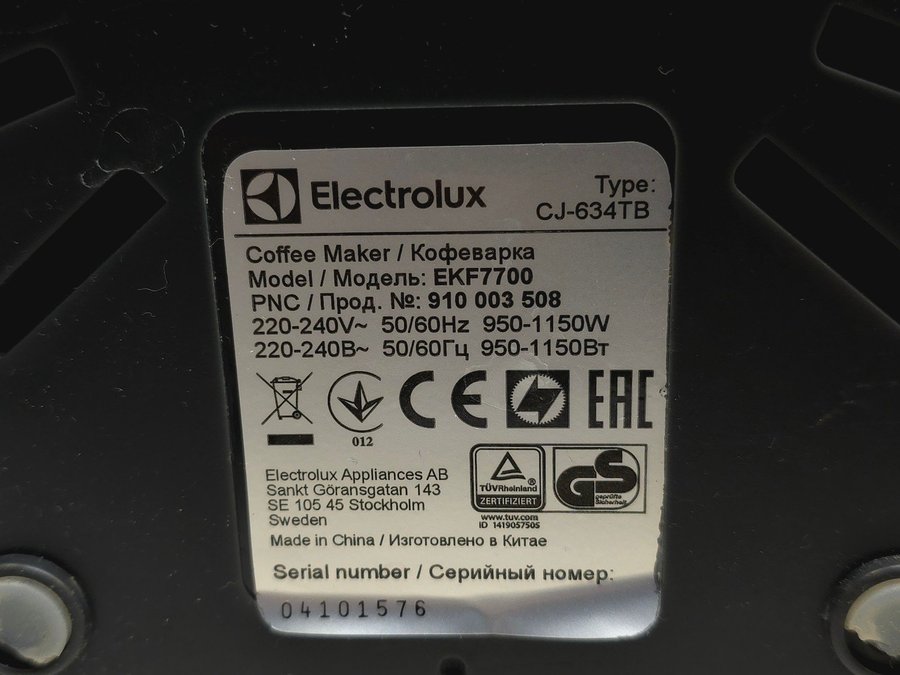 Electrolux
Type:
CJ-634TB
Coffee Maker / Кофеварка
Model / Модель: EKF7700
PNC / Прод. №: 910 003 508
220-240V~ 50/60Hz 950-1150W
220-240В~ 50/60Гц 950-1150Вт
012
CE
EAC
Electrolux Appliances AB
Sankt Göransgatan 143
SE 105 45 Stockholm
Sweden
TÜVRheinland®
ZERTIFIZIERT
www.tuv.com
ID 1419057505
GS
geprüfte
Sicherheit
Made in China / Изготовлено в Китае
Serial number / Серийный номер:
04101576